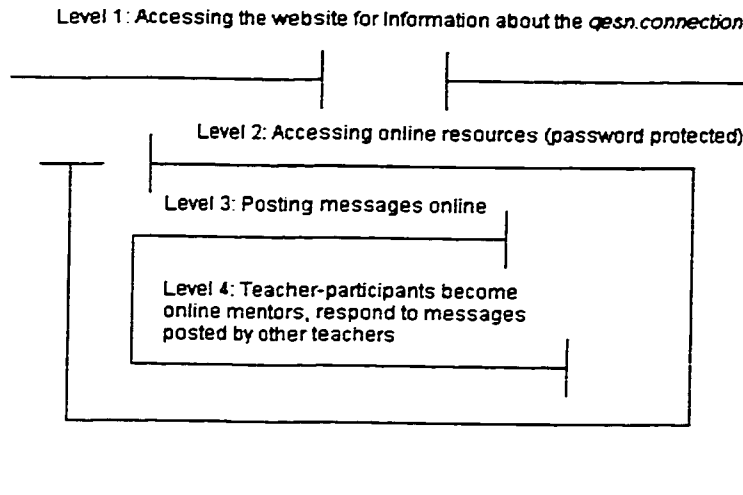 Level 1: Accessing the website for Information about the qesn.connection
Level 2: Accessing online resources (password protected)
Level 3: Posting messages online
Level 4: Teacher-participants become
online mentors, respond to messages
posted by other teachers